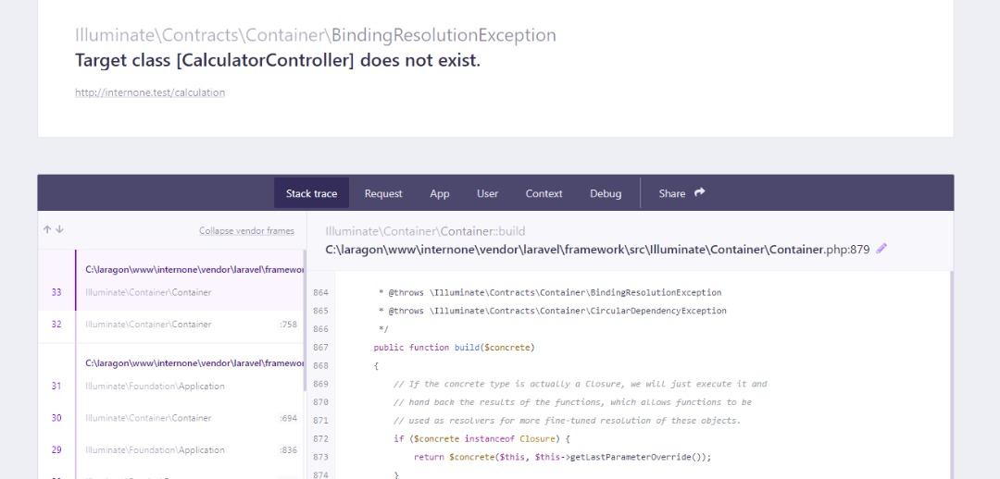 Illuminate\Contracts\Container\BindingResolutionException
Target class [CalculatorController] does not exist.
http://internone.test/calculation
Stack trace Request App User Context Debug Share
Collapse vendor frames
Illuminate\Container\Container::build
C:\laragon\www\internone\vendor\laravel\framework\src\Illuminate\Container\Container.php:879
C:\laragon\www\internone\vendor\laravel\framewor
33 Illuminate\Container\Container
32 Illuminate\Container\Container :758
C:\laragon\www\internone\vendor\laravel\framewor
31 Illuminate\Foundation\Application
30 Illuminate\Container\Container :694
29 Illuminate\Foundation\Application :836
864 * @throws \Illuminate\Contracts\Container\BindingResolutionException
865 * @throws \Illuminate\Contracts\Container\CircularDependencyException
866 */
867 public function build($concrete)
868 {
869 // If the concrete type is actually a Closure, we will just execute it and
870 // hand back the results of the functions, which allows functions to be
871 // used as resolvers for more fine-tuned resolution of these objects.
872 if ($concrete instanceof Closure) {
873 return $concrete($this, $this->getLastParameterOverride());
874 }